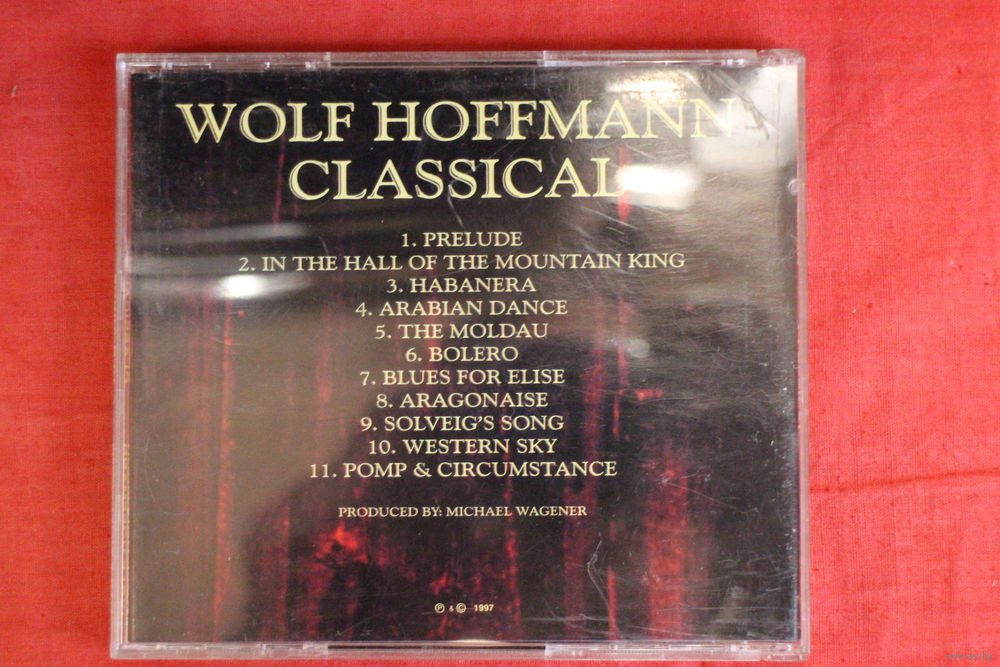 WOLF HOFFMANN
CLASSICAL
1. PRELUDE
2. IN THE HALL OF THE MOUNTAIN KING
3. HABANERA
4. ARABIAN DANCE
5. THE MOLDAU
6. BOLERO
7. BLUES FOR ELISE
8. ARAGONAISE
9. SOLVEIG'S SONG
10. WESTERN SKY
11. POMP & CIRCUMSTANCE
PRODUCED BY: MICHAEL WAGENER
℗ & © 1997